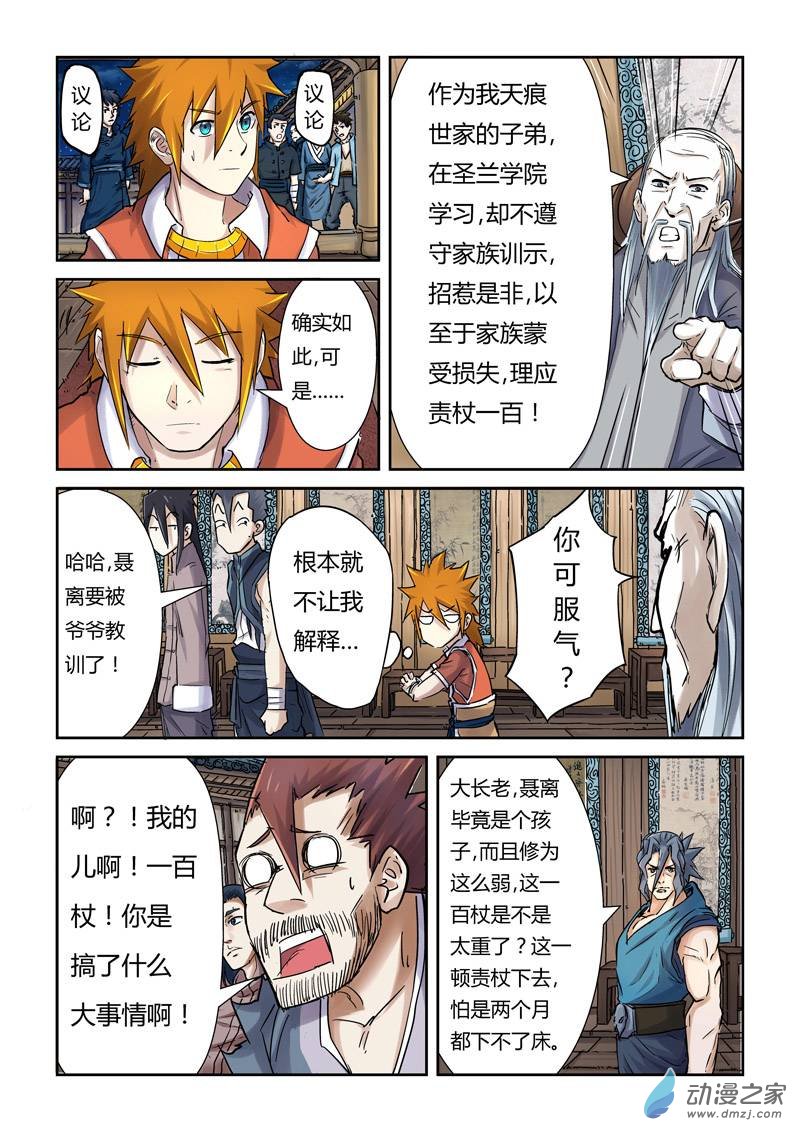 议
论
议
论
作为我天痕
世家的子弟,
在圣兰学院
学习,却不遵
守家族训示,
招惹是非,以
至于家族蒙
受损失,理应
责杖一百！
确实如
此,可
是……
哈哈,聂
离要被
爷爷教
训了！
根本就
不让我
解释…
你可服气？
啊？！我的
儿啊！一百
杖！你是
搞了什么
大事情啊！
大长老,聂离
毕竟是个孩
子,而且修为
这么弱,这一
百杖是不是
太重了？这一
顿责杖下去,
怕是两个月
都下不了床。
动漫之家
www.dmzj.com